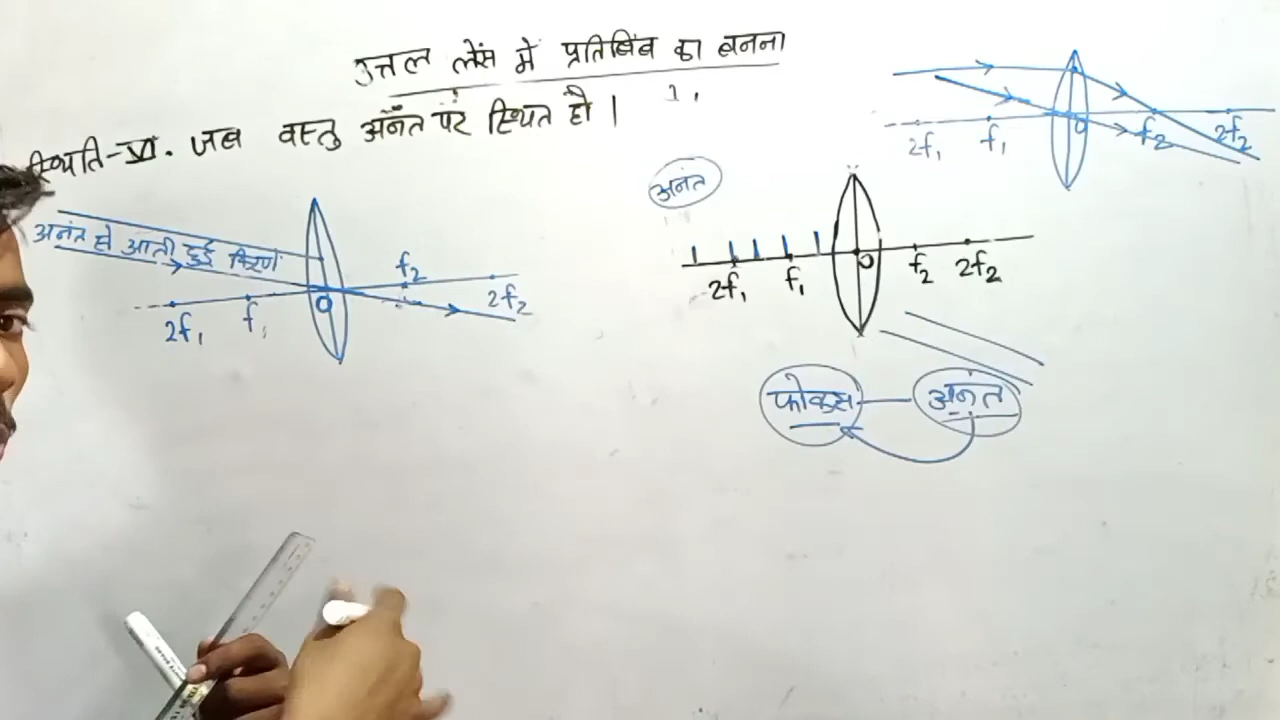 उत्तल लेंस में प्रतिबिंब का बनना
स्थिति-VI. जब वस्तु अनँत पर स्थित हो। 1.
अनंत से आती हुई किरणें
2f₁ f₁ O f₂ 2f₂
अनंत
2f₁ f₁ O f₂ 2f₂
2f₁ f₁ O f₂ 2f₂
फोकस — अनंत